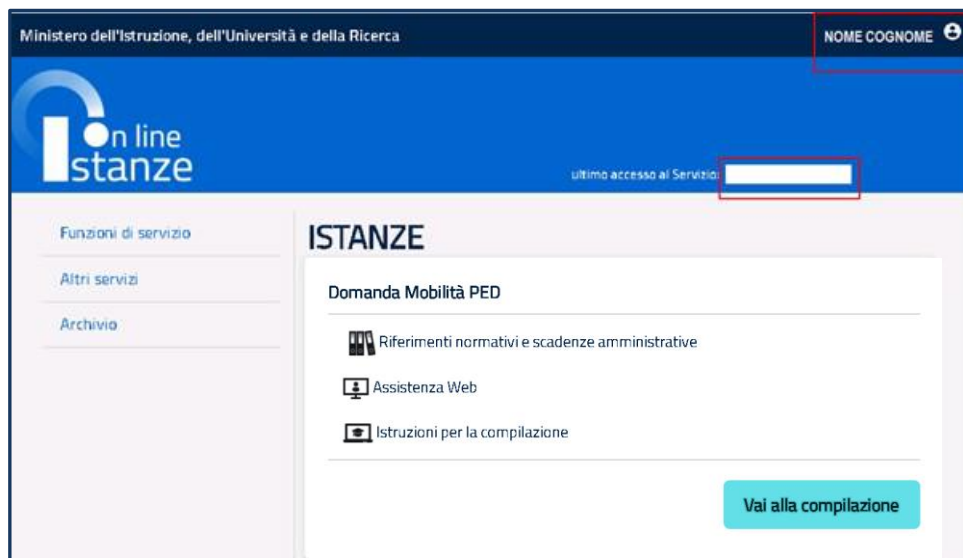 Ministero dell'Istruzione, dell'Università e della Ricerca
NOME COGNOME
on line
Istanze
ultimo accesso al Servizio:
Funzioni di servizio
Altri servizi
Archivio
ISTANZE
Domanda Mobilità PED
Riferimenti normativi e scadenze amministrative
Assistenza Web
Istruzioni per la compilazione
Vai alla compilazione